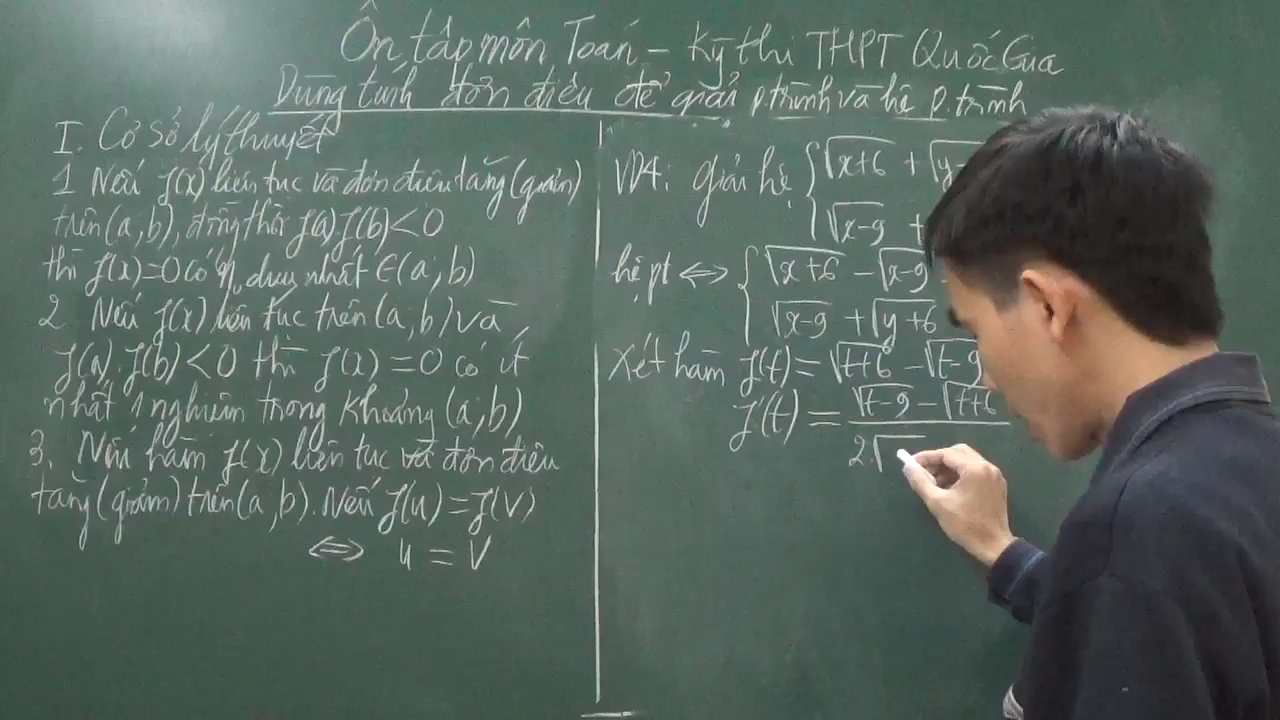 Ôn tập môn Toán – Kỳ thi THPT Quốc Gia
Dùng tính đơn điệu để giải p.trình và hệ p.trình
I. Cơ sở lý thuyết
1 Nếu f(x) liên tục và đơn điệu tăng (giảm)
trên (a,b), đồng thời f(a).f(b)<0
thì f(x)=0 có n0 duy nhất ∈(a;b)
2. Nếu f(x) liên tục trên (a;b) và
f(a).f(b)<0 thì f(x)=0 có ít
nhất 1 nghiệm trong khoảng (a;b)
3. Nếu hàm f(x) liên tục và đơn điệu
tăng (giảm) trên (a;b). Nếu f(u)=f(v)
⇔ u = v
VD4: Giải hệ { √x+6 + √y-
√x-9 +
hệ pt ⇔ { √x+6 - √x-9
√x-9 + √y+6
Xét hàm f(t) = √t+6 - √t-9
f'(t) = √t-9 - √t+6
2.√